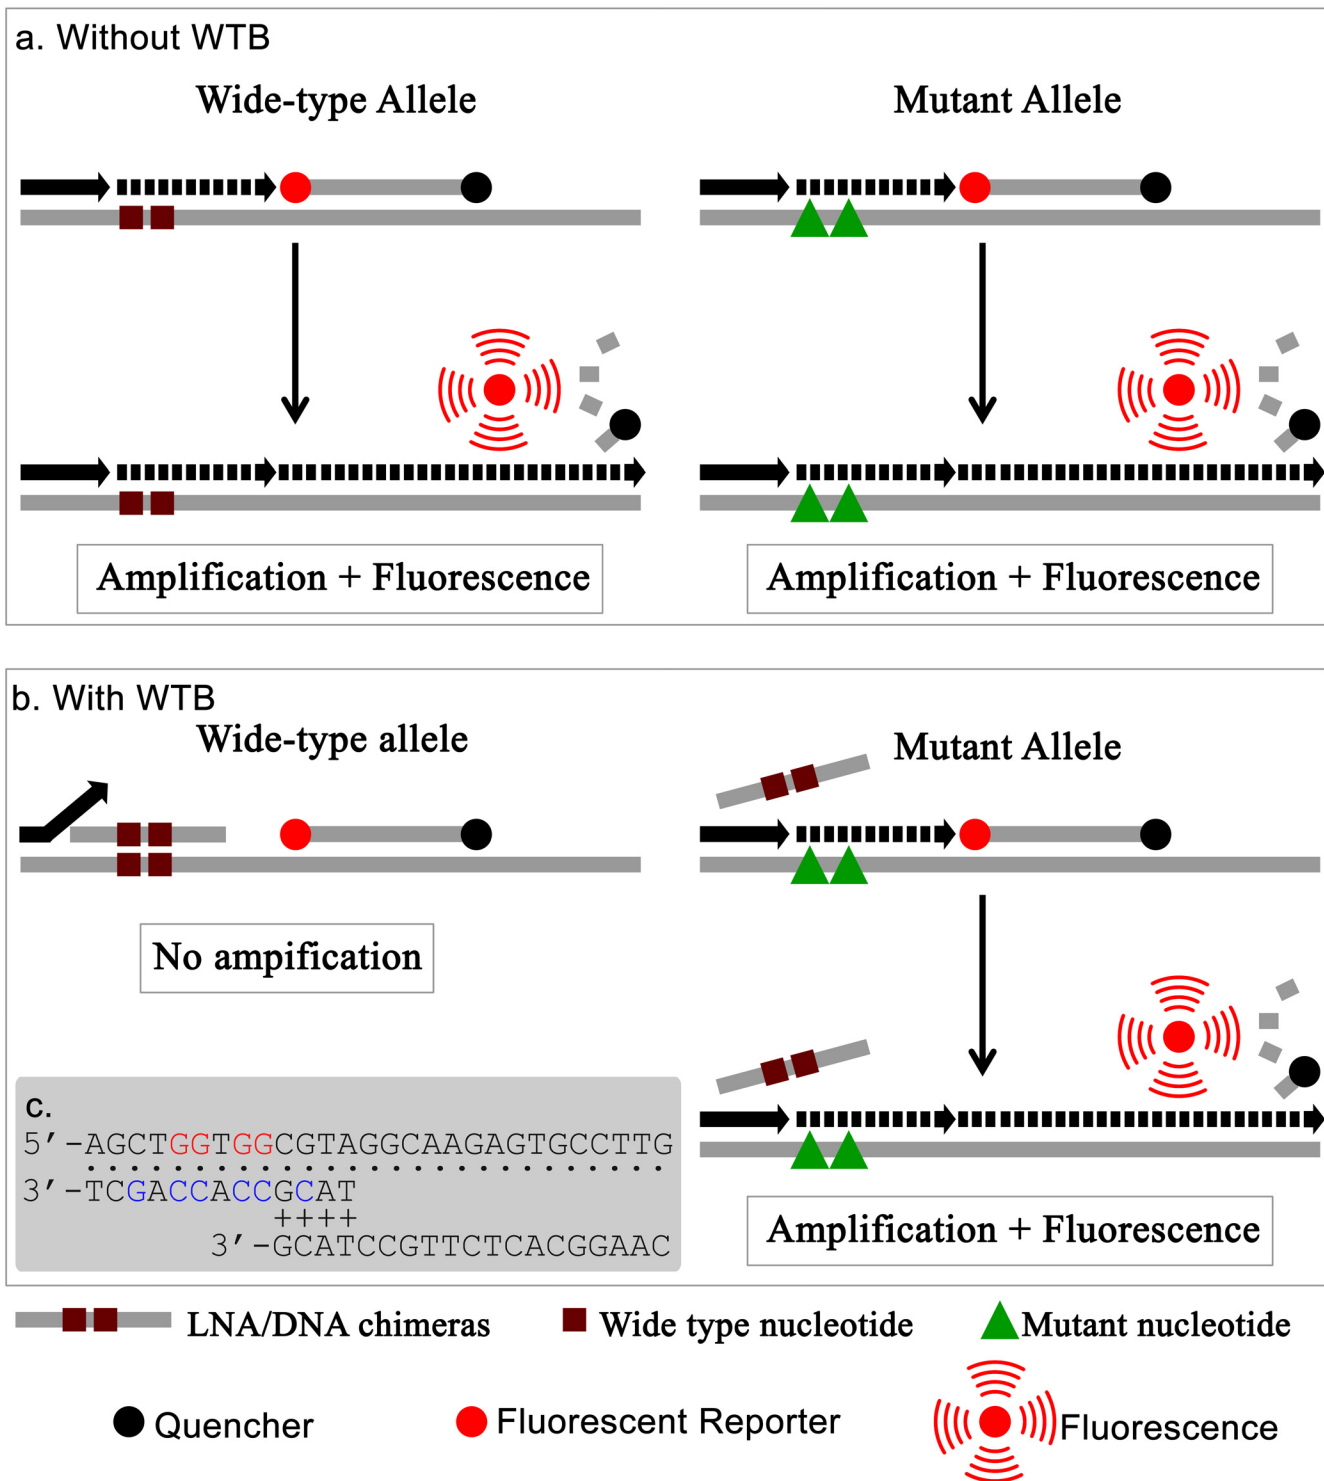 a. Without WTB
Wide-type Allele
Mutant Allele
Amplification + Fluorescence
Amplification + Fluorescence
b. With WTB
Wide-type allele
Mutant Allele
No ampification
c.
5′-AGCTGGTGGCGTAGGCAAGAGTGCCTTG
3′-TCGACCACCGCAT
++++
3′-GCATCCGTTCTCACGGAAC
Amplification + Fluorescence
LNA/DNA chimeras
Wide type nucleotide
Mutant nucleotide
Quencher
Fluorescent Reporter
Fluorescence